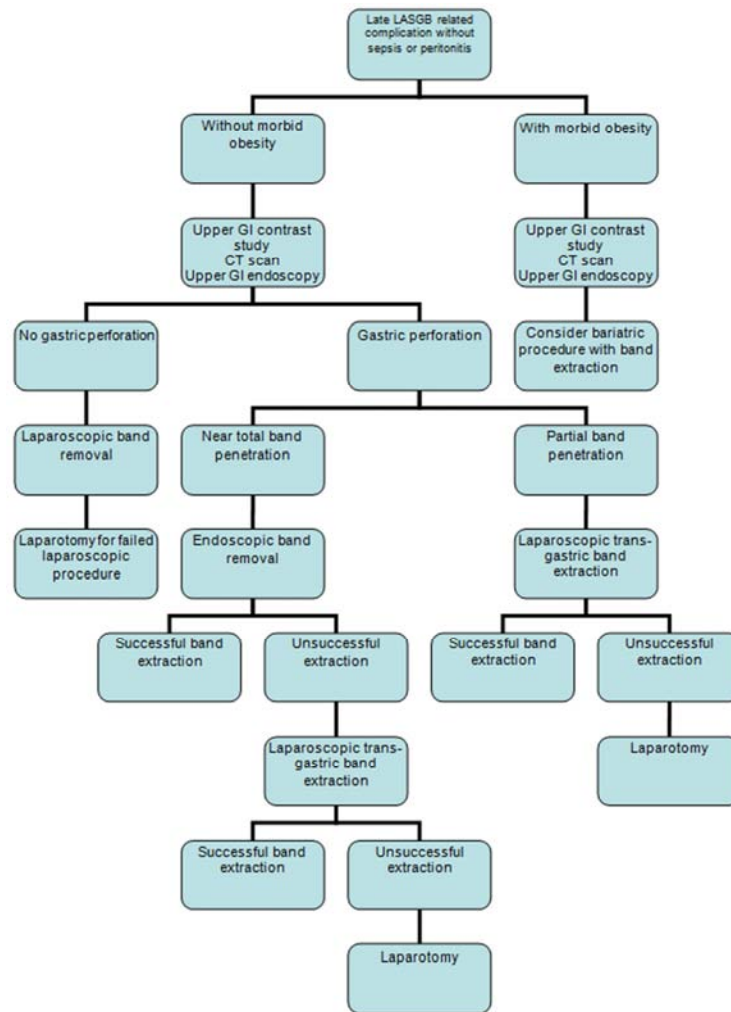 Late LASGB related
complication without
sepsis or peritonitis
Without morbid
obesity
With morbid obesity
Upper GI contrast
study
CT scan
Upper GI endoscopy
Upper GI contrast
study
CT scan
Upper GI endoscopy
No gastric perforation
Gastric perforation
Consider bariatric
procedure with band
extraction
Laparoscopic band
removal
Near total band
penetration
Partial band
penetration
Laparotomy for failed
laparoscopic
procedure
Endoscopic band
removal
Laparoscopic trans-
gastric band
extraction
Successful band
extraction
Unsuccessful
extraction
Successful band
extraction
Unsuccessful
extraction
Laparoscopic trans-
gastric band
extraction
Laparotomy
Successful band
extraction
Unsuccessful
extraction
Laparotomy